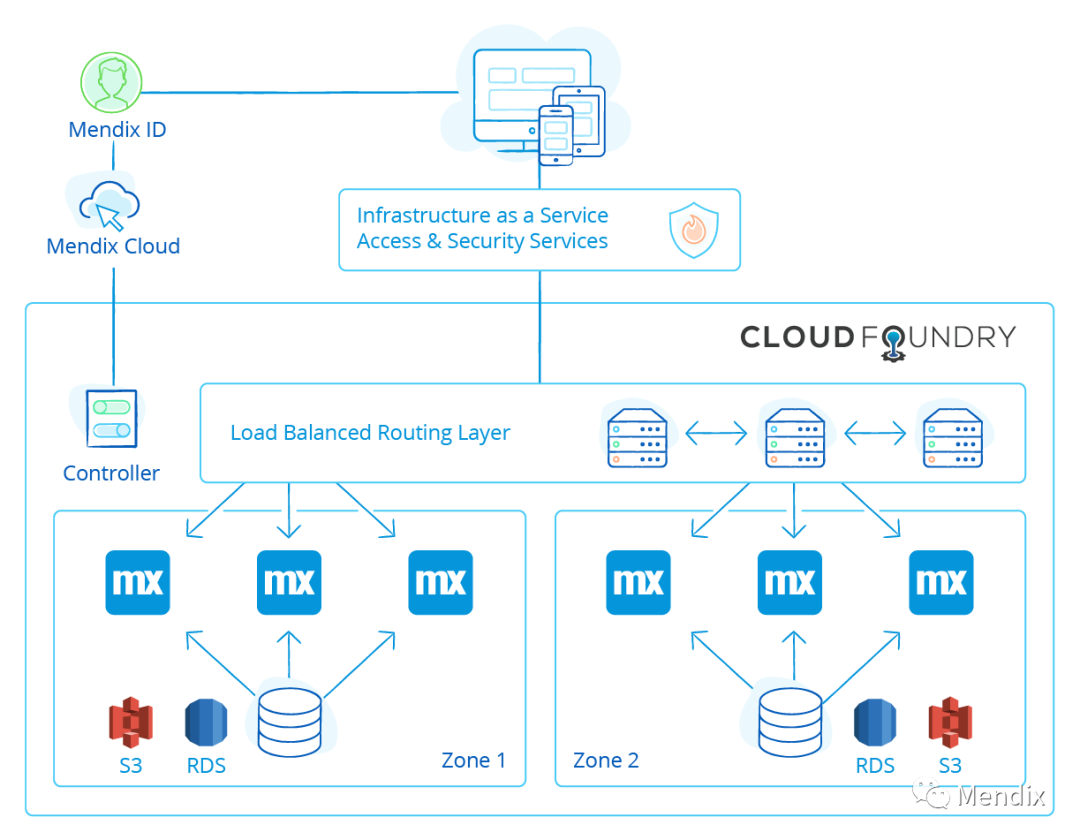 Mendix ID
Mendix Cloud
Infrastructure as a Service
Access & Security Services
CLOUD FOUNDRY
Controller
Load Balanced Routing Layer
mx
mx
mx
mx
mx
mx
S3
RDS
Zone 1
Zone 2
RDS
S3
Mendix